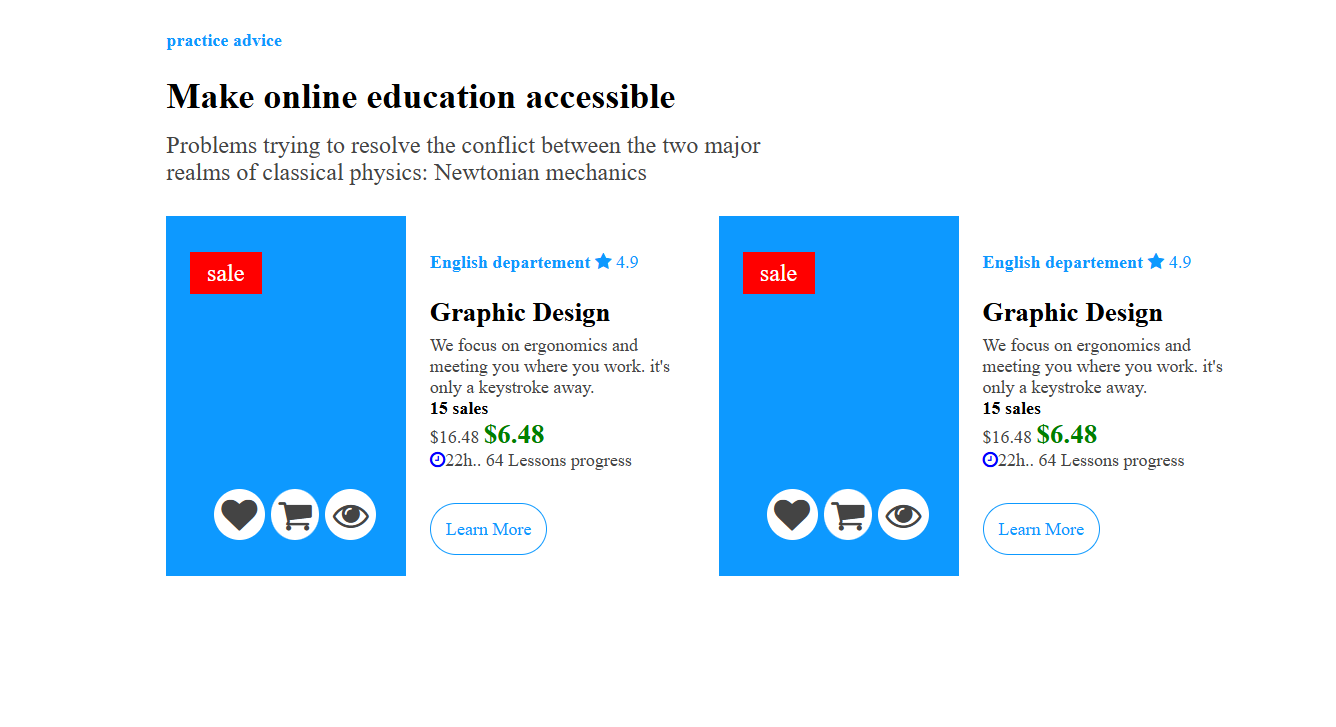 practice advice
Make online education accessible
Problems trying to resolve the conflict between the two major
realms of classical physics: Newtonian mechanics
sale
English departement 4.9
Graphic Design
We focus on ergonomics and
meeting you where you work. it's
only a keystroke away.
15 sales
$16.48 $6.48
22h.. 64 Lessons progress
Learn More
sale
English departement 4.9
Graphic Design
We focus on ergonomics and
meeting you where you work. it's
only a keystroke away.
15 sales
$16.48 $6.48
22h.. 64 Lessons progress
Learn More